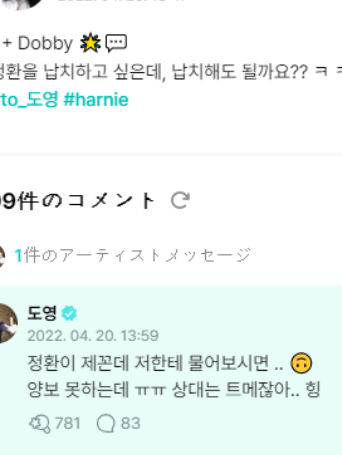 + Dobby 🌟💬
정환을 납치하고 싶은데, 납치해도 될까요?? ㅋ ㅋ
to_도영 #harnie
9件のコメント
1件のアーティストメッセージ
도영
2022. 04. 20. 13:59
정환이 제꼰데 저한테 물어보시면 .. 🙃
양보 못하는데 ㅠㅠ 상대는 트메잖아.. 힝
781 83